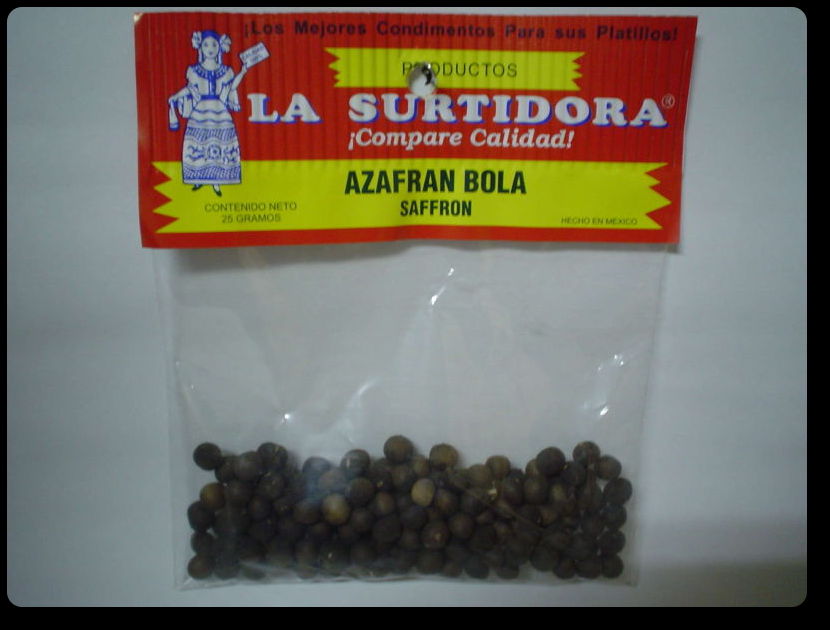 ¡Los Mejores Condimentos Para sus Platillos!
PRODUCTOS
LA SURTIDORA®
¡Compare Calidad!
AZAFRAN BOLA
SAFFRON
CONTENIDO NETO
25 GRAMOS
HECHO EN MEXICO